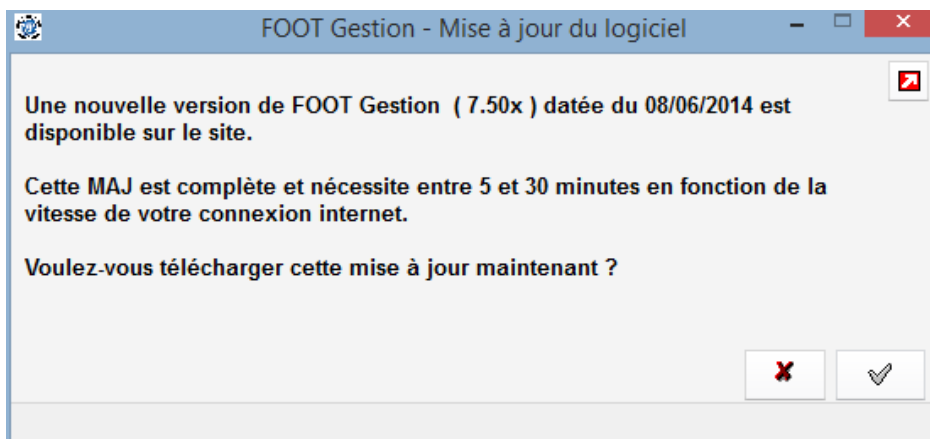 FOOT Gestion - Mise à jour du logiciel
Une nouvelle version de FOOT Gestion ( 7.50x ) datée du 08/06/2014 est
disponible sur le site.
Cette MAJ est complète et nécessite entre 5 et 30 minutes en fonction de la
vitesse de votre connexion internet.
Voulez-vous télécharger cette mise à jour maintenant ?